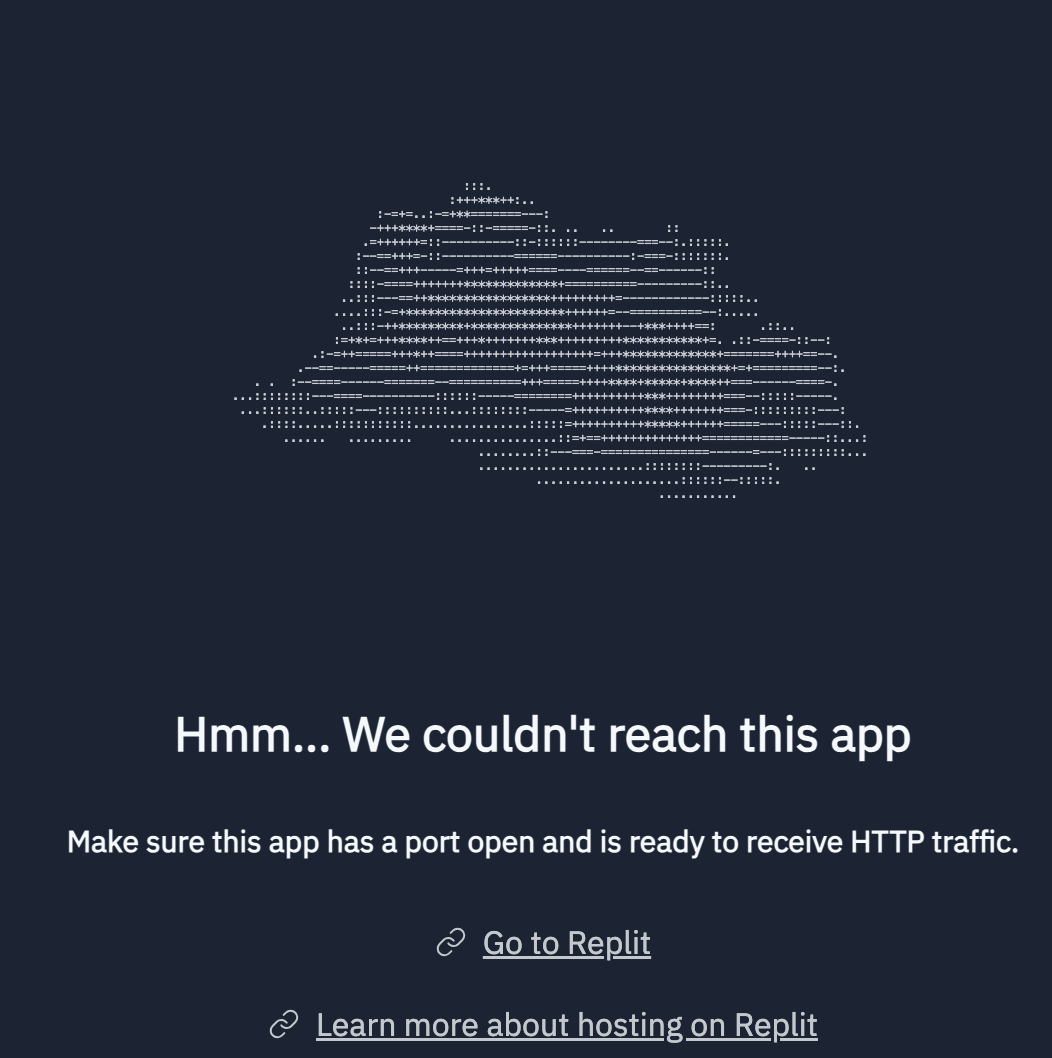 Hmm... We couldn't reach this app
Make sure this app has a port open and is ready to receive HTTP traffic.
Go to Replit
Learn more about hosting on Replit